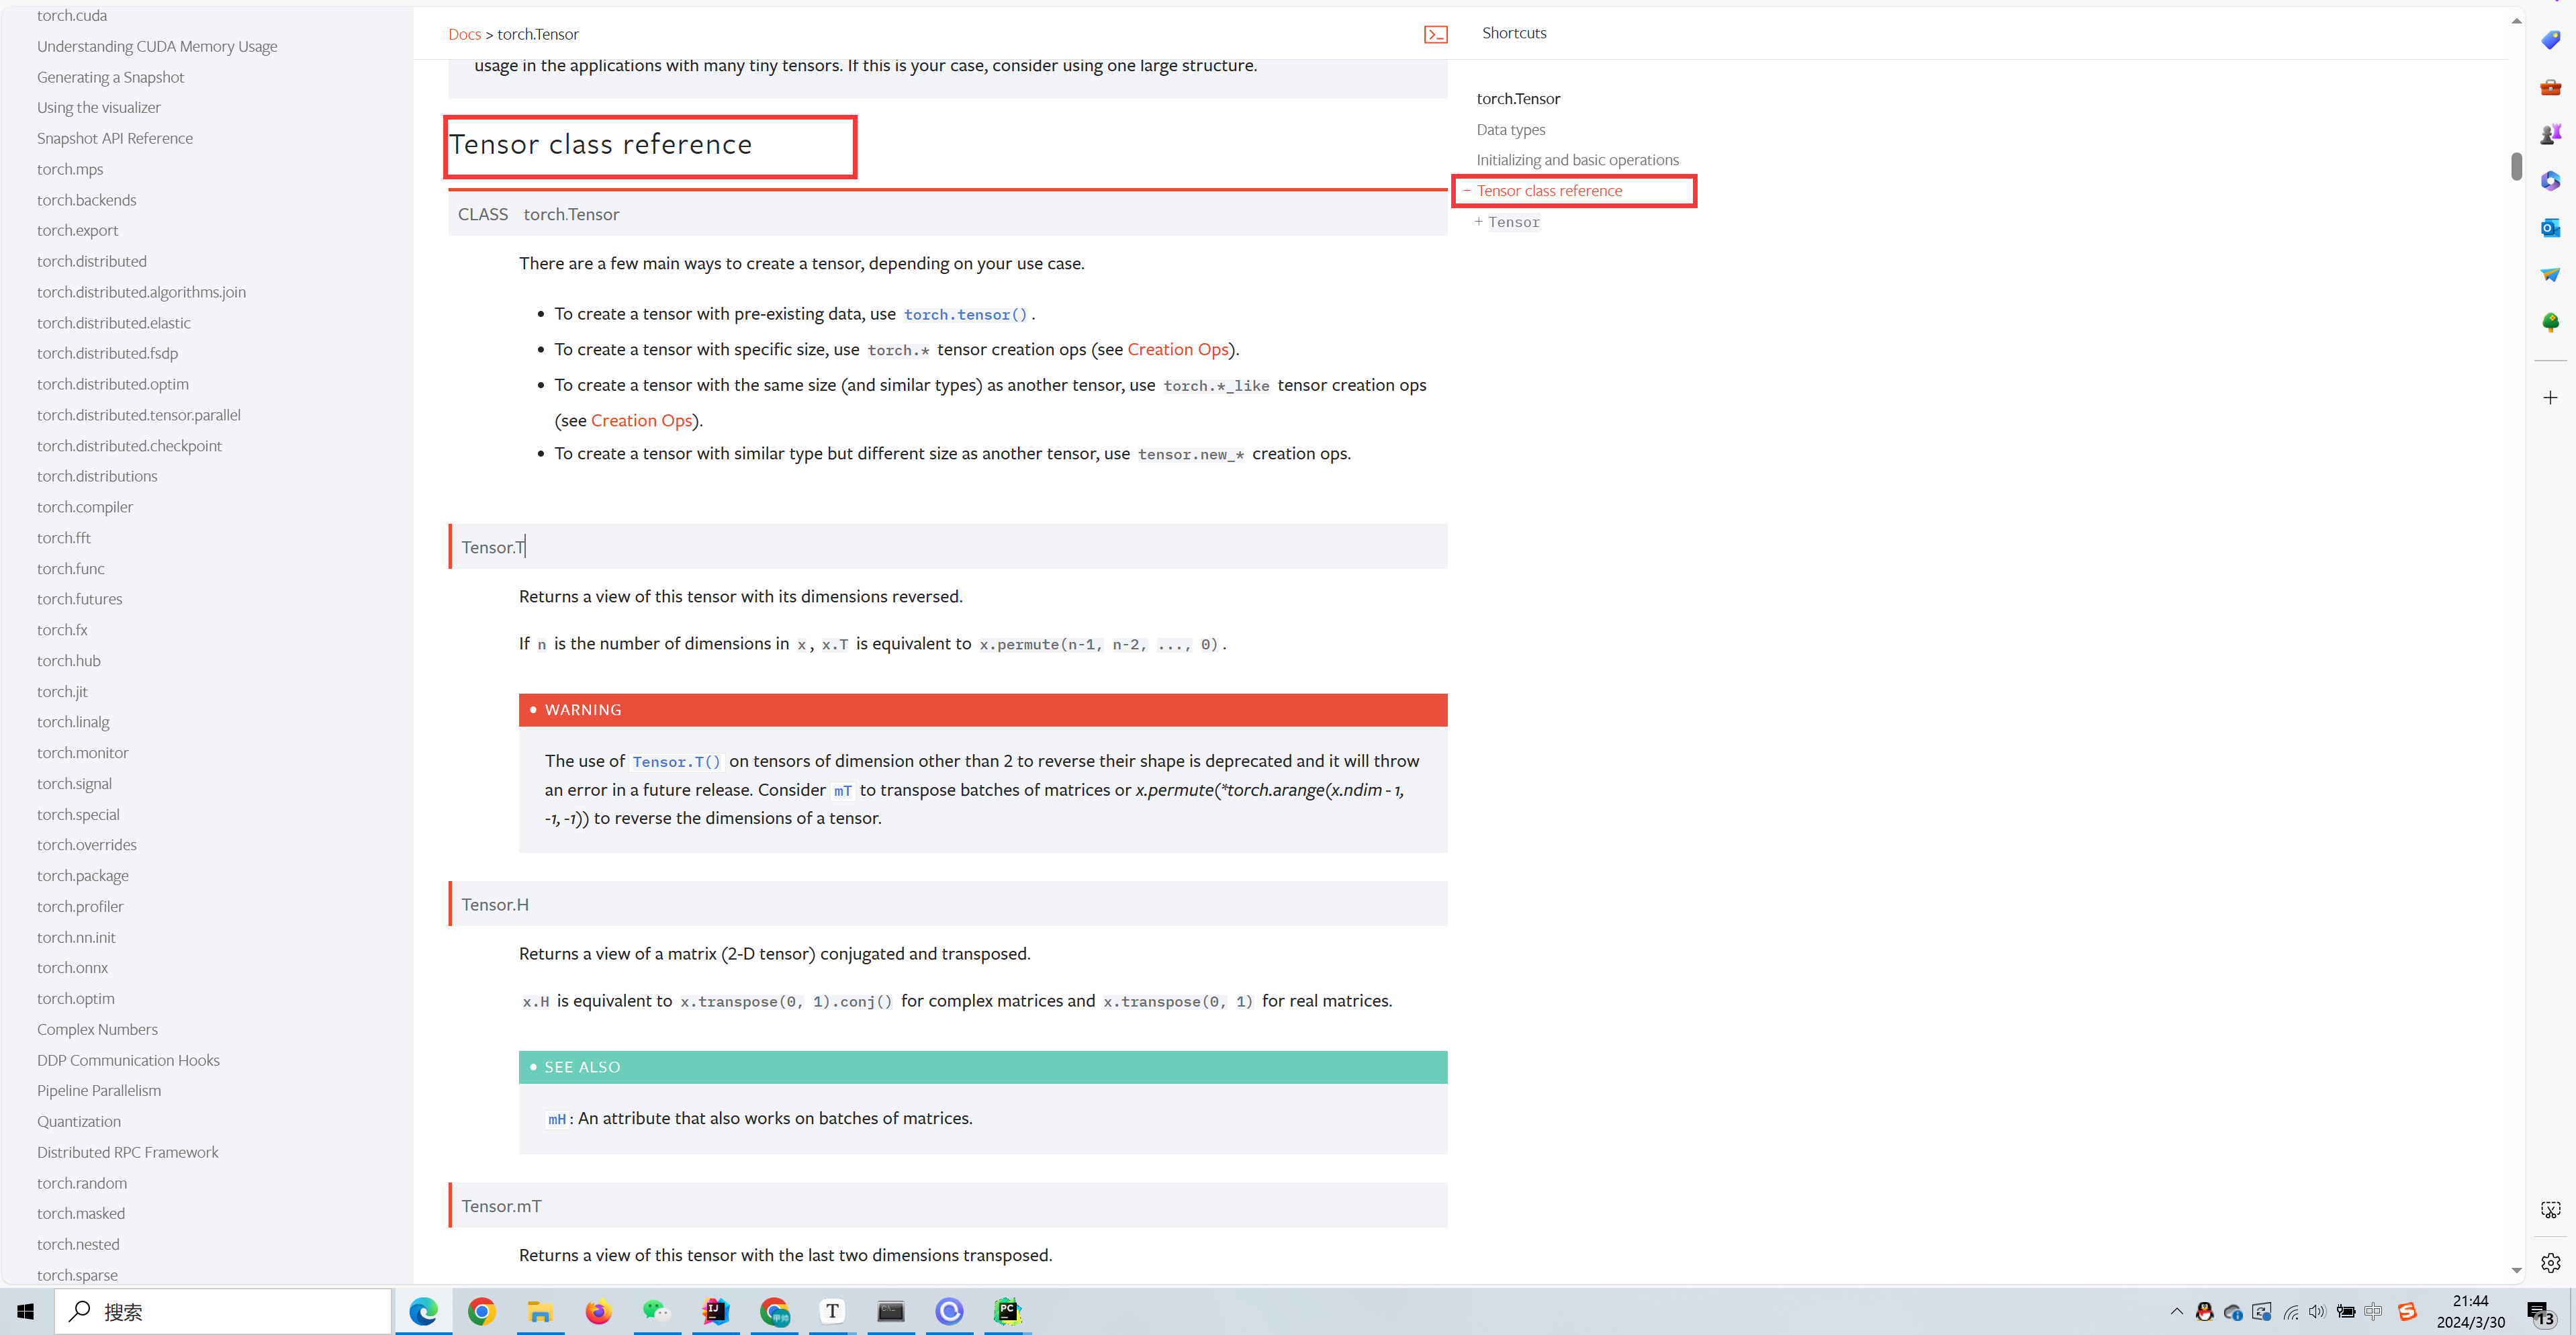 torch.cuda
Understanding CUDA Memory Usage
Generating a Snapshot
Using the visualizer
Snapshot API Reference
torch.mps
torch.backends
torch.export
torch.distributed
torch.distributed.algorithms.join
torch.distributed.elastic
torch.distributed.fsdp
torch.distributed.optim
torch.distributed.tensor.parallel
torch.distributed.checkpoint
torch.distributions
torch.compiler
torch.fft
torch.func
torch.futures
torch.fx
torch.hub
torch.jit
torch.linalg
torch.monitor
torch.signal
torch.special
torch.overrides
torch.package
torch.profiler
torch.nn.init
torch.onnx
torch.optim
Complex Numbers
DDP Communication Hooks
Pipeline Parallelism
Quantization
Distributed RPC Framework
torch.random
torch.masked
torch.nested
torch.sparse
Docs > torch.Tensor
usage in the applications with many tiny tensors. If this is your case, consider using one large structure.
Tensor class reference
CLASS torch.Tensor
There are a few main ways to create a tensor, depending on your use case.
• To create a tensor with pre-existing data, use torch.tensor().
• To create a tensor with specific size, use torch.* tensor creation ops (see Creation Ops).
• To create a tensor with the same size (and similar types) as another tensor, use torch.*_like tensor creation ops
(see Creation Ops).
• To create a tensor with similar type but different size as another tensor, use tensor.new_* creation ops.
Tensor.T
Returns a view of this tensor with its dimensions reversed.
If n is the number of dimensions in x, x.T is equivalent to x.permute(n-1, n-2, ..., 0).
• WARNING
The use of Tensor.T() on tensors of dimension other than 2 to reverse their shape is deprecated and it will throw
an error in a future release. Consider mT to transpose batches of matrices or x.permute(*torch.arange(x.ndim - 1,
-1, -1)) to reverse the dimensions of a tensor.
Tensor.H
Returns a view of a matrix (2-D tensor) conjugated and transposed.
x.H is equivalent to x.transpose(0, 1).conj() for complex matrices and x.transpose(0, 1) for real matrices.
• SEE ALSO
mH: An attribute that also works on batches of matrices.
Tensor.mT
Returns a view of this tensor with the last two dimensions transposed.
Shortcuts
torch.Tensor
Data types
Initializing and basic operations
− Tensor class reference
+ Tensor
搜索
IJ
甲帅
T
PC
中
21:44
2024/3/30
13